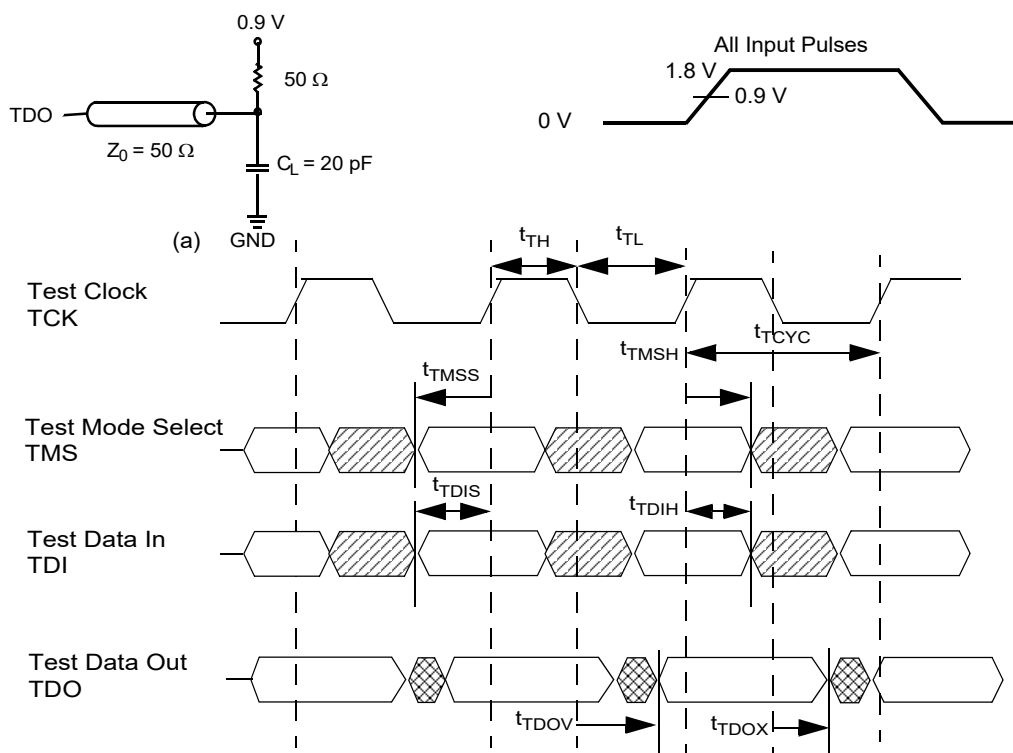 0.9 V
50 Ω
TDO
Z0 = 50 Ω
CL = 20 pF
(a)
GND
All Input Pulses
1.8 V
0.9 V
0 V
tTH
tTL
Test Clock
TCK
tTCYC
tTMSH
tTMSS
Test Mode Select
TMS
tTDIS
tTDIH
Test Data In
TDI
Test Data Out
TDO
tTDOV
tTDOX